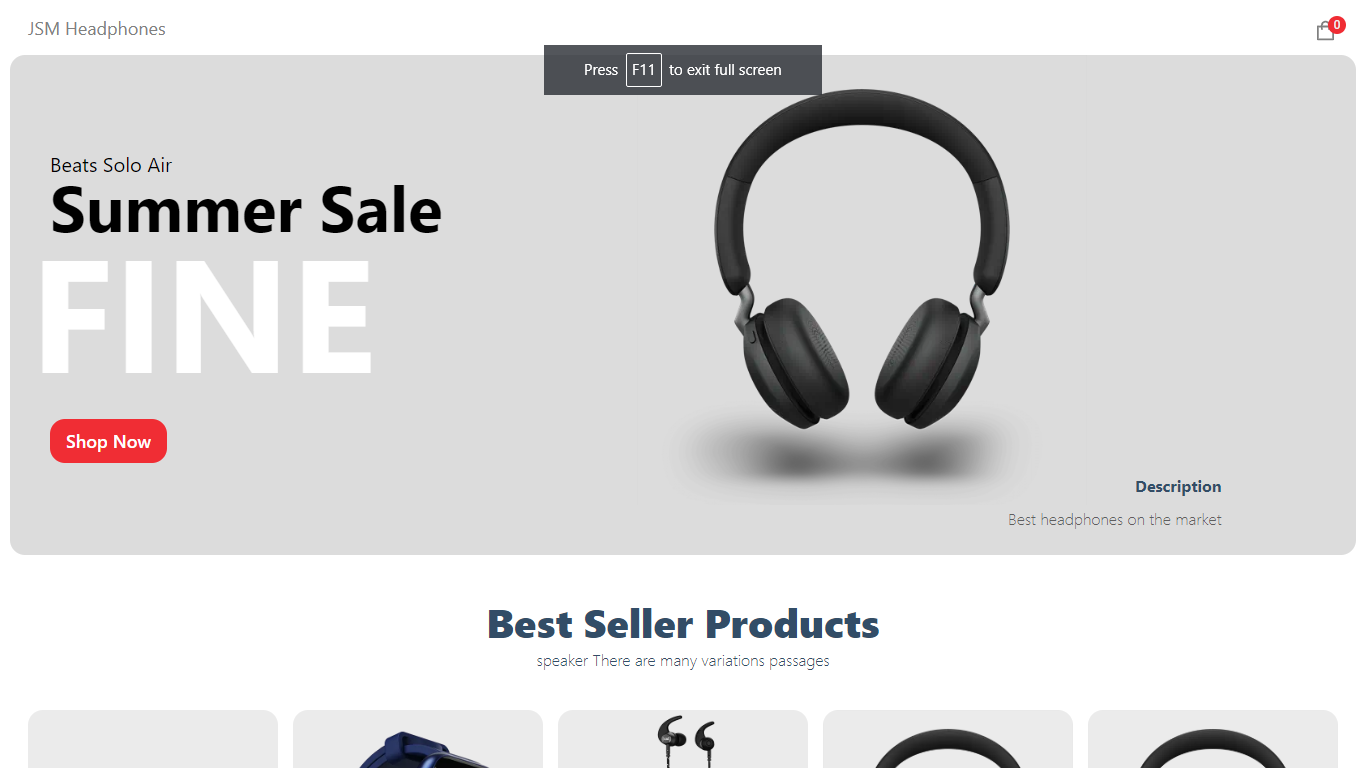 JSM Headphones
0
Press F11 to exit full screen
Beats Solo Air
Summer Sale
FINE
Shop Now
Description
Best headphones on the market
Best Seller Products
speaker There are many variations passages